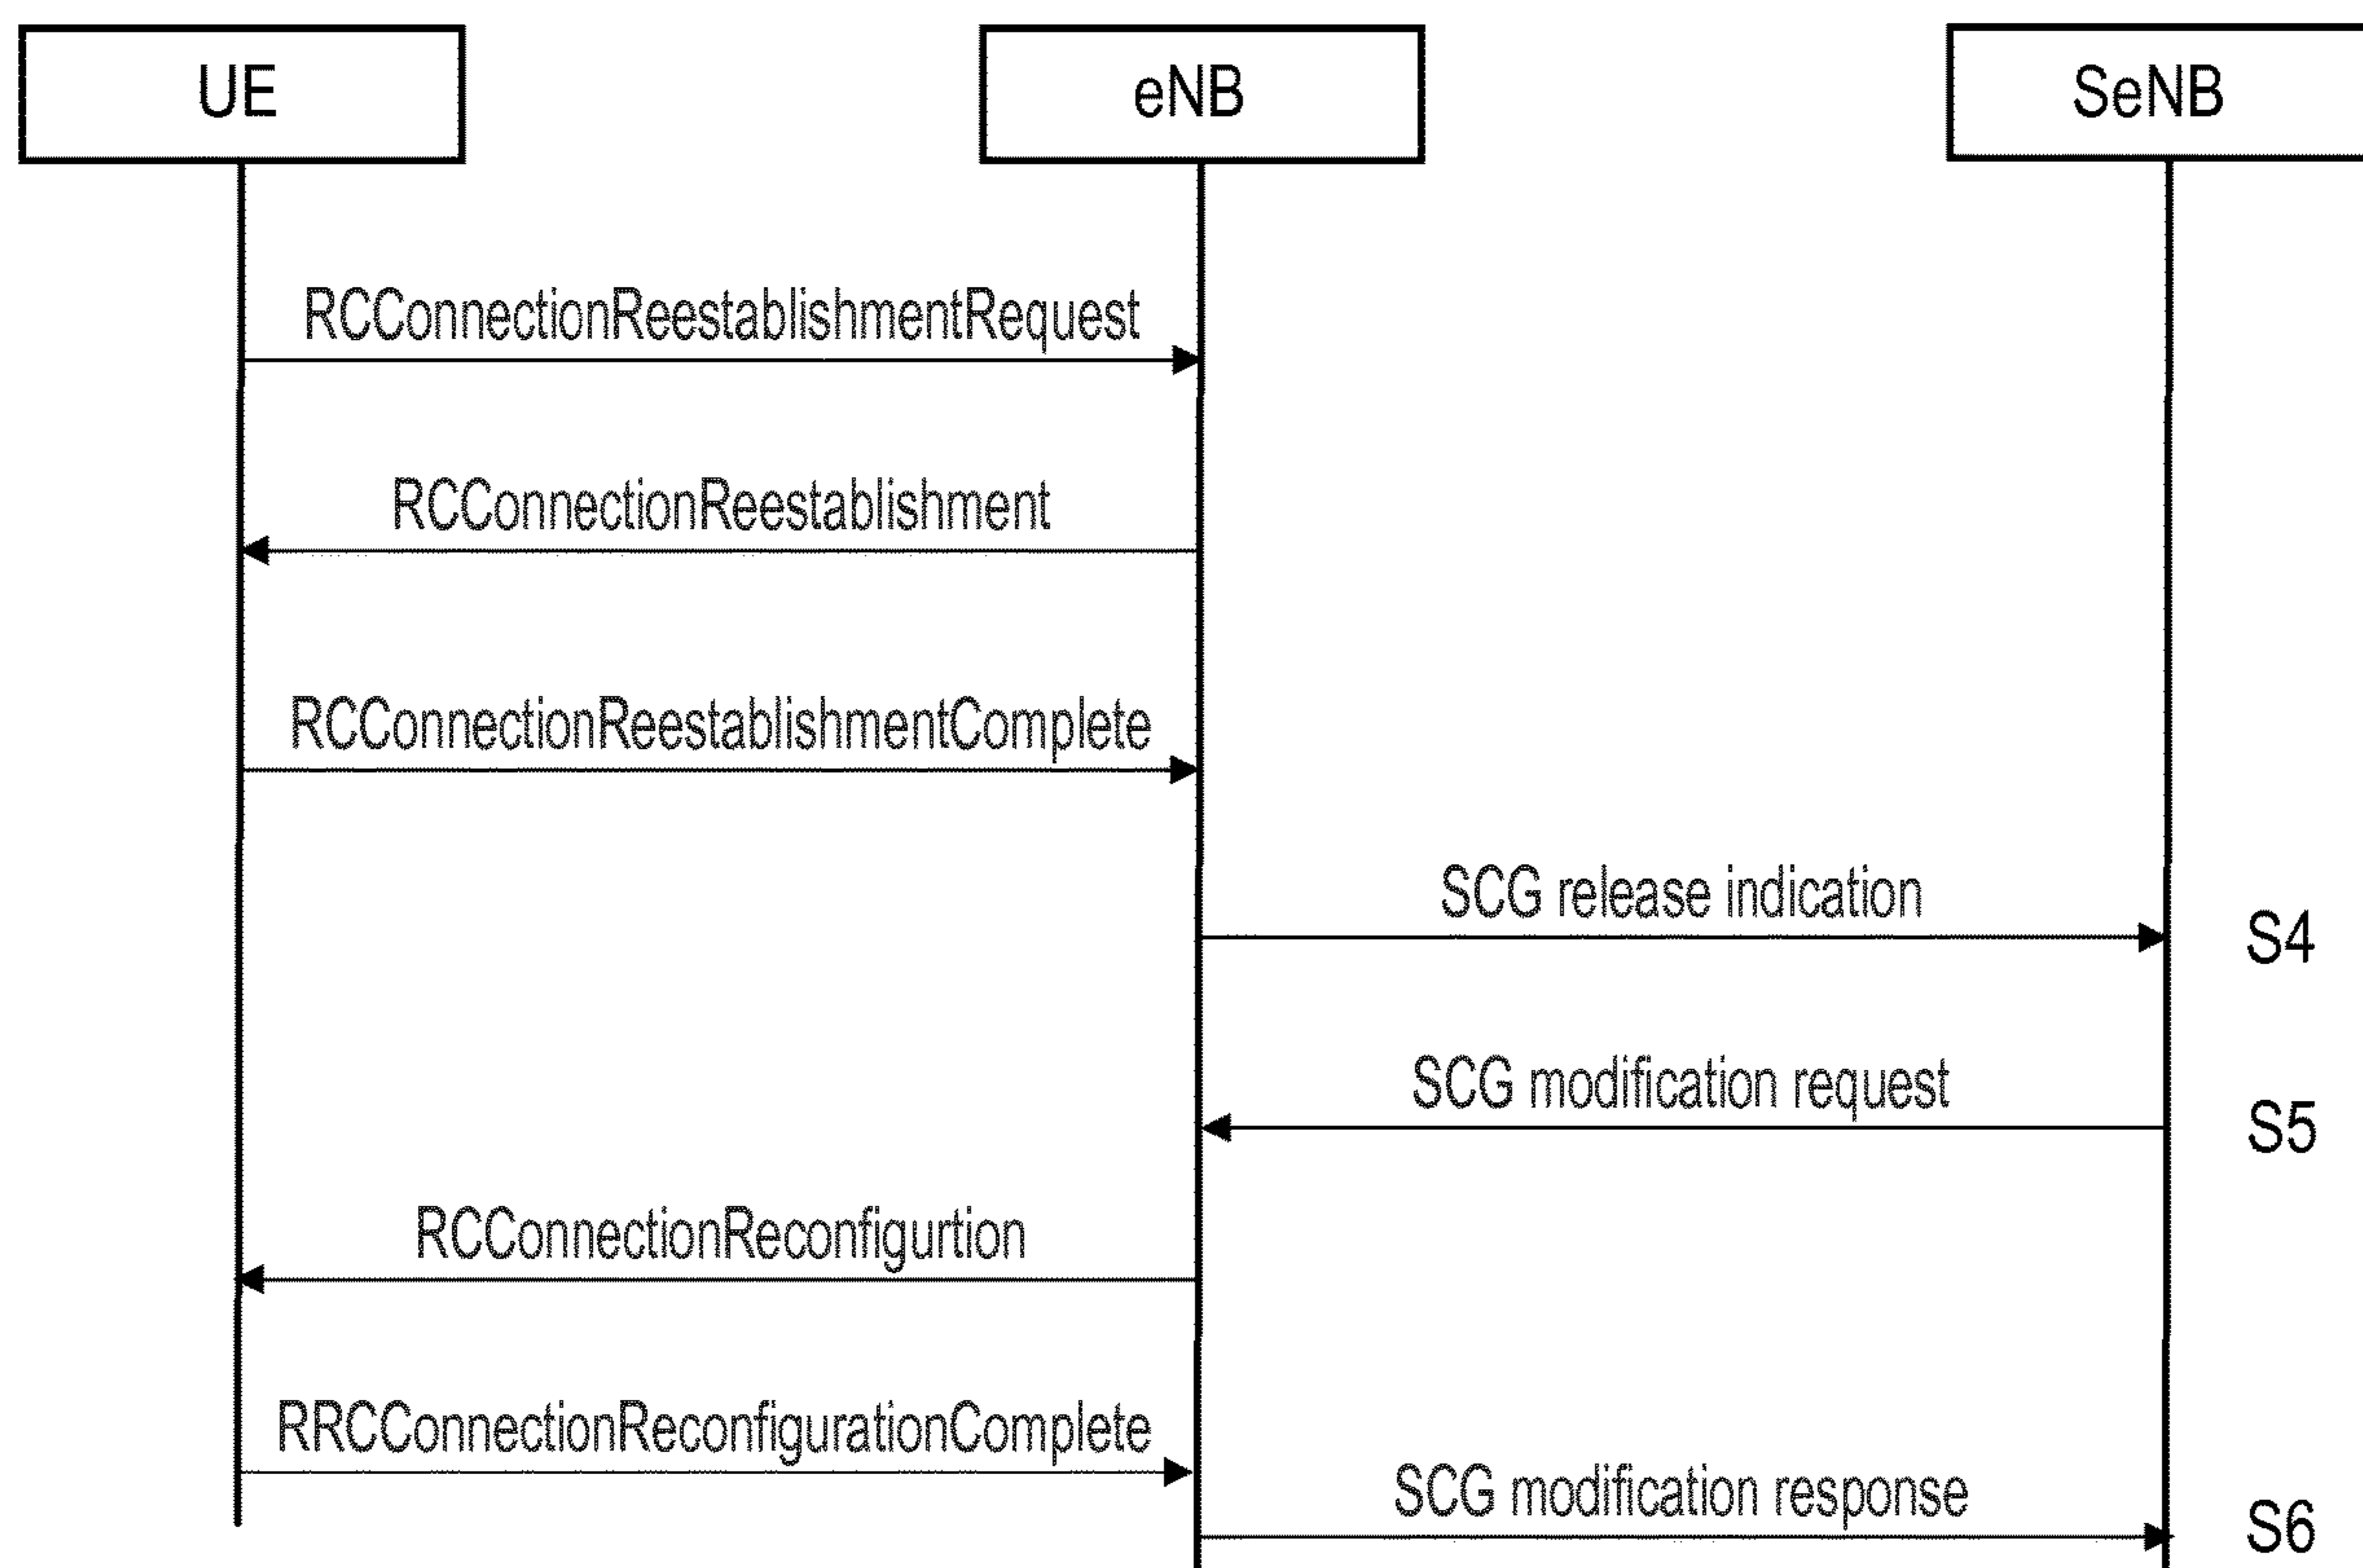 UE
eNB
SeNB
RCConnectionReestablishmentRequest
RCConnectionReestablishment
RCConnectionReestablishmentComplete
SCG release indication
S4
SCG modification request
S5
RCConnectionReconfigurtion
RRCConnectionReconfigurationComplete
SCG modification response
S6